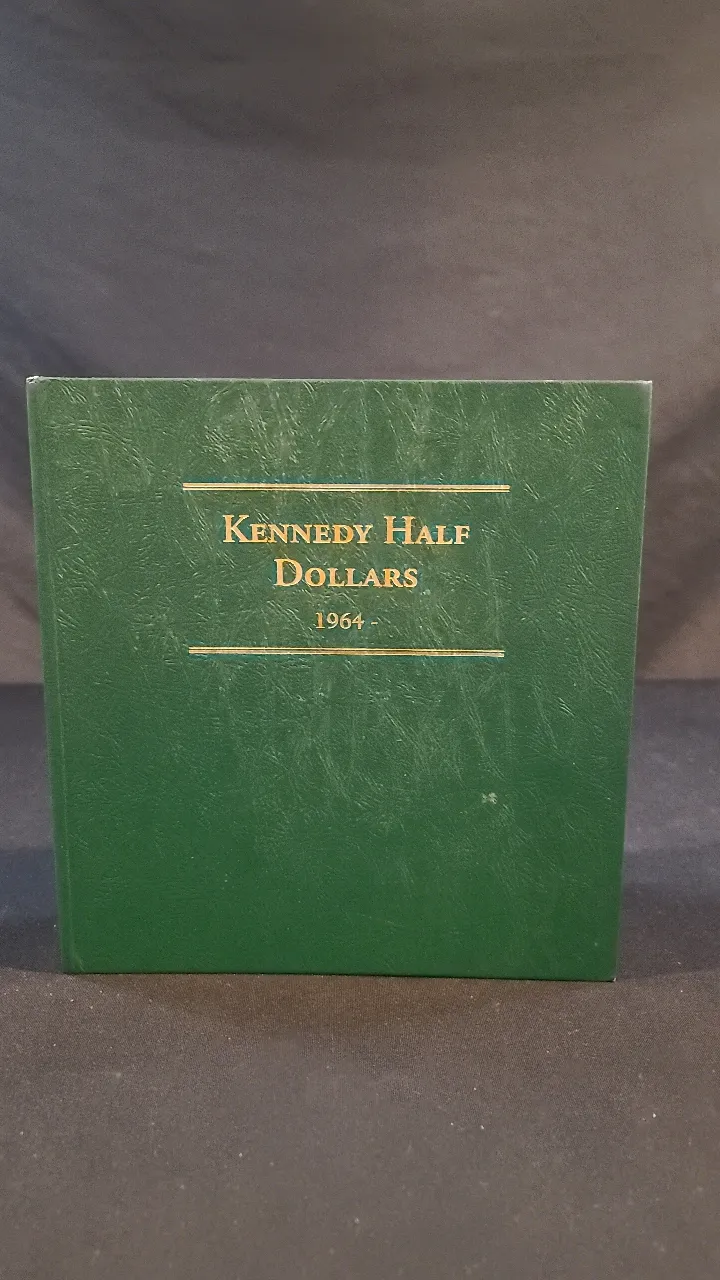 Kennedy Half
Dollars
1964 -